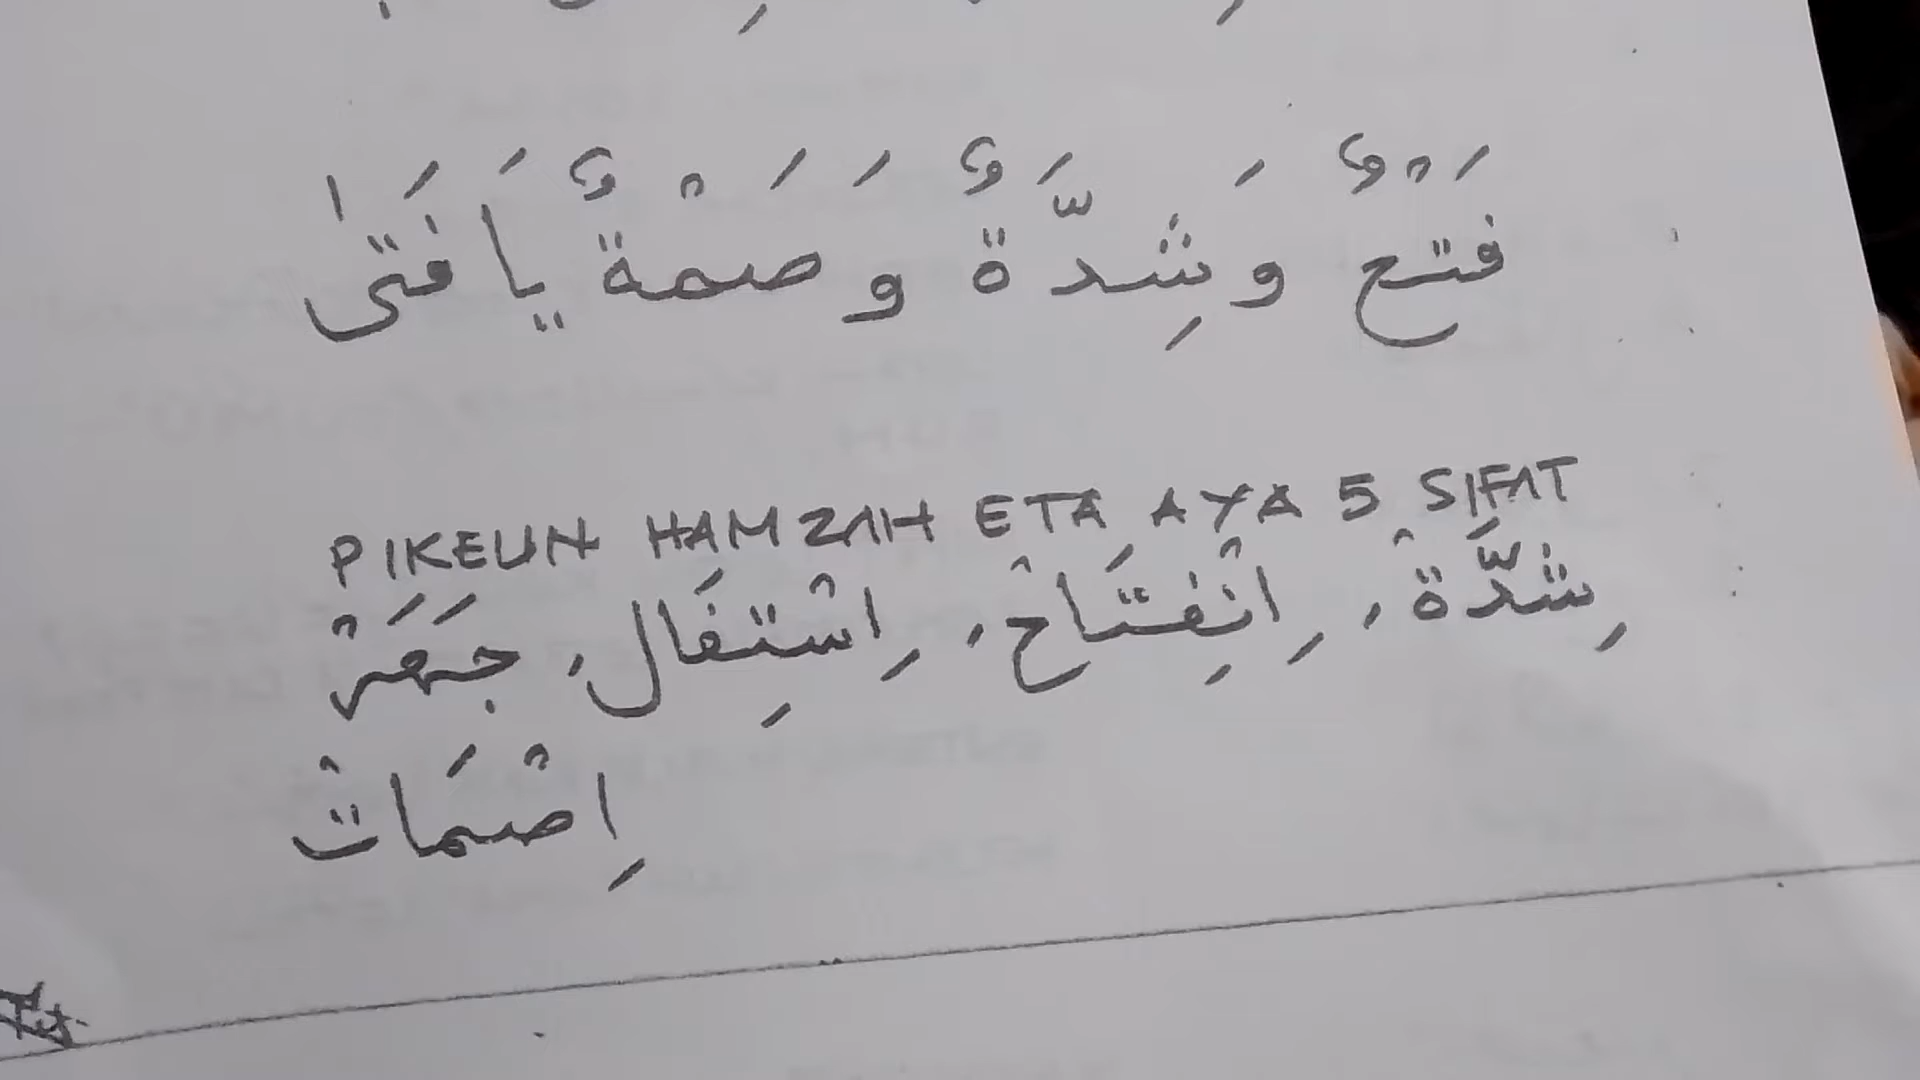 فَتْحٌ وَشِدَّةٌ وَصَمْةٌ يَا فَتَىٰ
PIKEUN HAMZAH ETA AYA 5 SIFAT
شِدَّةْ، اِنْفِتَاحْ، اِسْتِفَال، جَهَرْ
اِصْمَاتْ